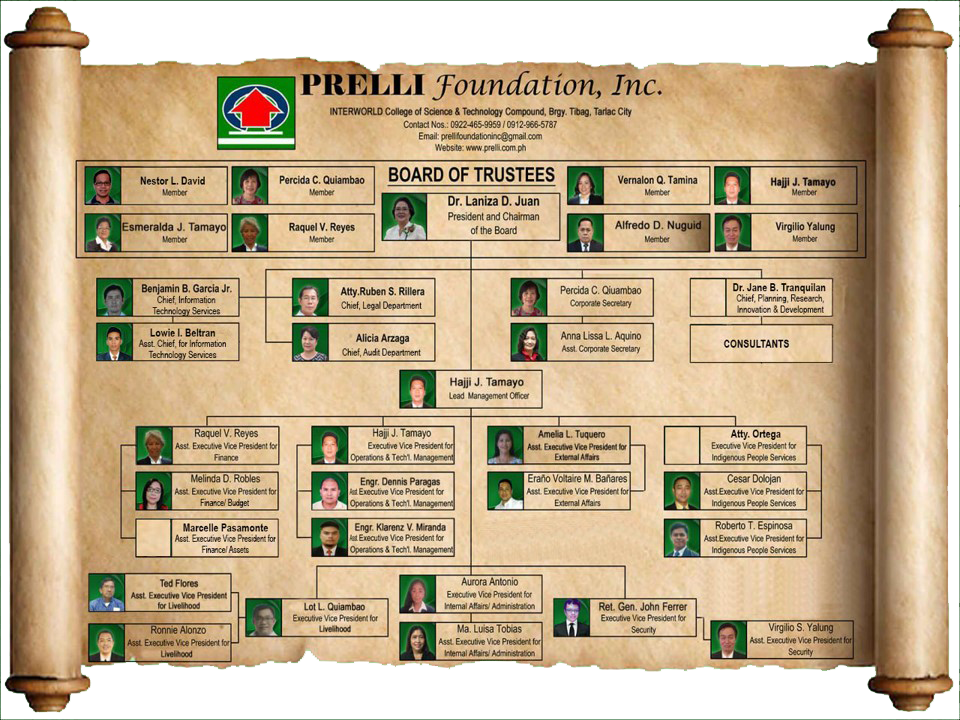 PRELLI Foundation, Inc.
INTERWORLD College of Science & Technology Compound, Brgy. Tibag, Tarlac City
Contact Nos.: 0922-465-9959 / 0912-966-5787
Email: prellifoundationinc@gmail.com
Website: www.prelli.com.ph
BOARD OF TRUSTEES
Nestor L. David
Member
Percida C. Quiambao
Member
Vernalon Q. Tamina
Member
Hajji J. Tamayo
Member
Dr. Laniza D. Juan
President and Chairman
of the Board
Esmeralda J. Tamayo
Member
Raquel V. Reyes
Member
Alfredo D. Nuguid
Member
Virgilio Yalung
Member
Benjamin B. Garcia Jr.
Chief, Information
Technology Services
Atty.Ruben S. Rillera
Chief, Legal Department
Percida C. Qiuambao
Corporate Secretary
Dr. Jane B. Tranquilan
Chief, Planning, Research,
Innovation & Development
Lowie I. Beltran
Asst. Chief, for Information
Technology Services
Alicia Arzaga
Chief, Audit Department
Anna Lissa L. Aquino
Asst. Corporate Secretary
CONSULTANTS
Hajji J. Tamayo
Lead Management Officer
Raquel V. Reyes
Asst. Executive Vice President for
Finance
Hajji J. Tamayo
Executive Vice President for
Operations & Tech'l. Management
Amelia L. Tuquero
Asst. Executive Vice President for
External Affairs
Atty. Ortega
Executive Vice President for
Indigenous People Services
Melinda D. Robles
Asst. Executive Vice President for
Finance/ Budget
Engr. Dennis Paragas
Ast.Executive Vice President for
Operations & Tech'l. Management
Eraño Voltaire M. Bañares
Asst. Executive Vice President for
External Affairs
Cesar Dolojan
Asst.Executive Vice President for
Indigenous People Services
Marcelle Pasamonte
Asst. Executive Vice President for
Finance/ Assets
Engr. Klarenz V. Miranda
Ast.Executive Vice President for
Operations & Tech'l. Management
Roberto T. Espinosa
Asst.Executive Vice President for
Indigenous People Services
Ted Flores
Asst. Executive Vice President
for Livelihood
Lot L. Quiambao
Executive Vice President for
Livelihood
Aurora Antonio
Executive Vice President for
Internal Affairs/ Administration
Ret. Gen. John Ferrer
Executive Vice President for
Security
Ronnie Alonzo
Asst. Executive Vice President for
Livelihood
Ma. Luisa Tobias
Asst. Executive Vice President for
Internal Affairs/ Administration
Virgilio S. Yalung
Asst. Executive Vice President for
Security